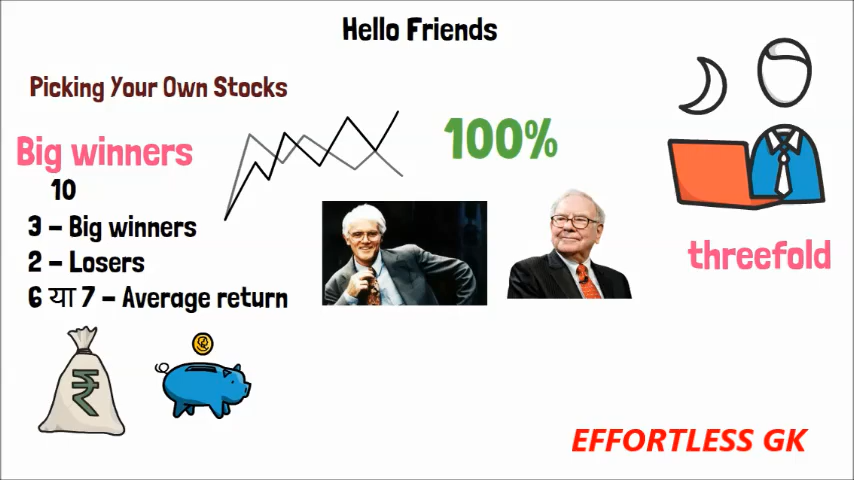 Hello Friends
Picking Your Own Stocks
Big winners
10
3 – Big winners
2 – Losers
6 या 7 – Average return
100%
threefold
₹
EFFORTLESS GK